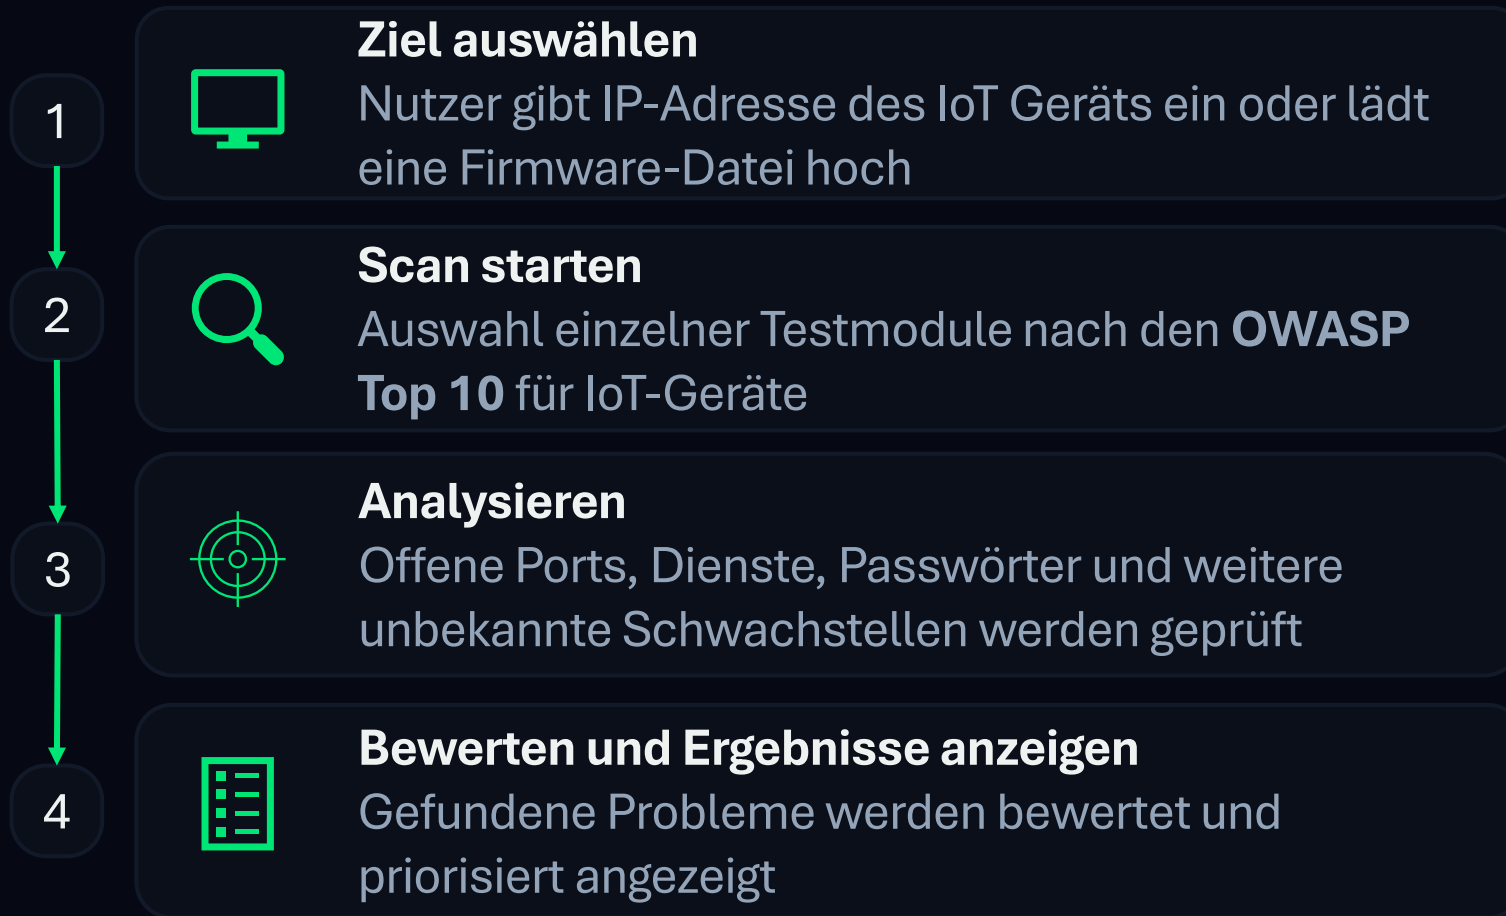 1
Ziel auswählen
Nutzer gibt IP-Adresse des IoT Geräts ein oder lädt
eine Firmware-Datei hoch
2
Scan starten
Auswahl einzelner Testmodule nach den OWASP
Top 10 für IoT-Geräte
3
Analysieren
Offene Ports, Dienste, Passwörter und weitere
unbekannte Schwachstellen werden geprüft
4
Bewerten und Ergebnisse anzeigen
Gefundene Probleme werden bewertet und
priorisiert angezeigt